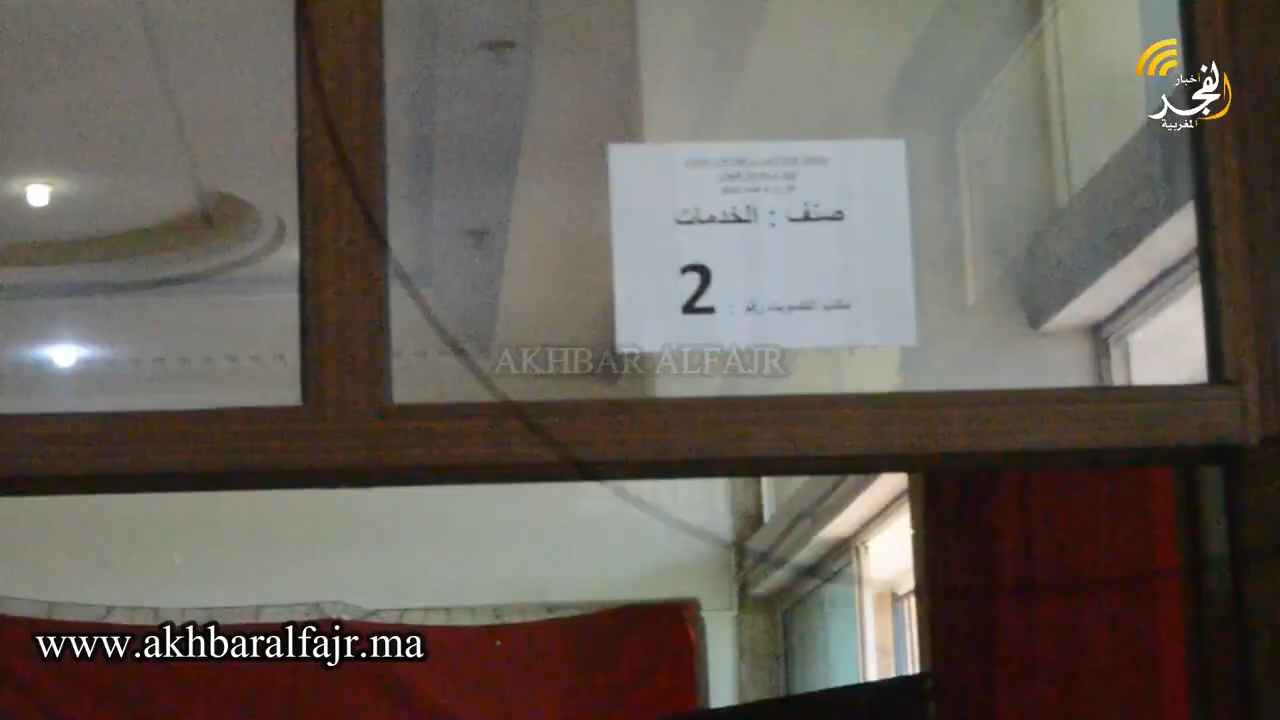 أخبار
الفجر
المغربية
صنف : الخدمات
مكتب التصويت رقم : 2
AKHBAR ALFAJR
www.akhbaralfajr.ma